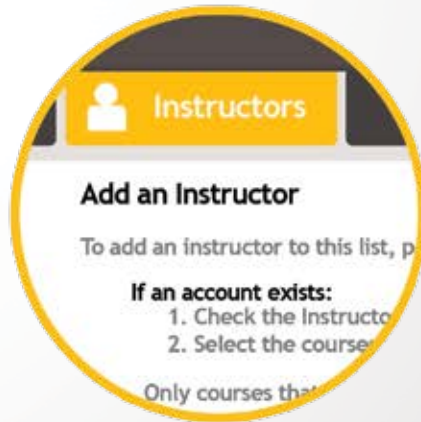 Instructors
Add an Instructor
To add an instructor to this list,
If an account exists:
1. Check the
2. Select the
Only courses